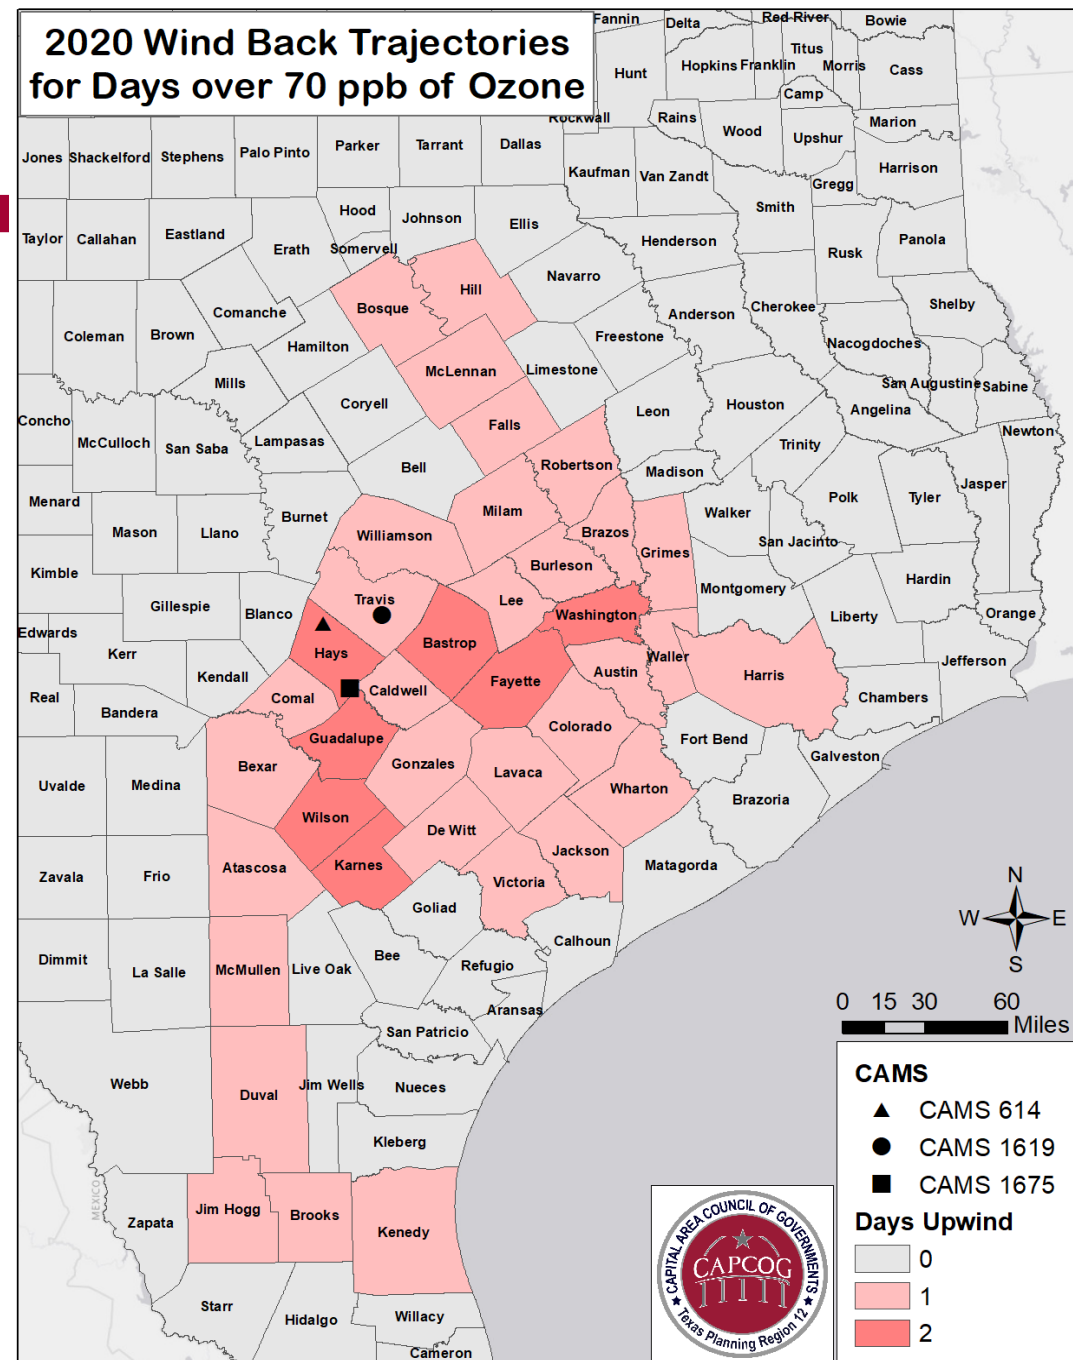 2020 Wind Back Trajectories
for Days over 70 ppb of Ozone
Fannin
Delta
Red River
Bowie
Hunt
Hopkins
Franklin
Titus
Morris
Cass
Camp
Rockwall
Rains
Wood
Upshur
Marion
Jones
Shackelford
Stephens
Palo Pinto
Parker
Tarrant
Dallas
Kaufman
Van Zandt
Harrison
Gregg
Smith
Taylor
Callahan
Eastland
Erath
Hood
Somervell
Johnson
Ellis
Henderson
Rusk
Panola
Navarro
Hill
Bosque
Comanche
Coleman
Brown
Hamilton
Freestone
Anderson
Cherokee
Shelby
Nacogdoches
Mills
McLennan
Limestone
San Augustine
Sabine
Coryell
Houston
Angelina
Leon
Concho
McCulloch
San Saba
Lampasas
Falls
Trinity
Newton
Bell
Robertson
Madison
Menard
Mason
Llano
Burnet
Milam
Walker
Polk
Tyler
Jasper
Williamson
Brazos
Grimes
San Jacinto
Kimble
Burleson
Montgomery
Hardin
Gillespie
Blanco
Travis
Lee
Washington
Liberty
Orange
Edwards
Kerr
Hays
Bastrop
Waller
Jefferson
Real
Bandera
Kendall
Comal
Caldwell
Fayette
Austin
Harris
Chambers
Guadalupe
Colorado
Fort Bend
Galveston
Uvalde
Medina
Bexar
Gonzales
Lavaca
Wharton
Brazoria
Wilson
De Witt
Zavala
Frio
Atascosa
Karnes
Jackson
Matagorda
Victoria
Goliad
Calhoun
Dimmit
La Salle
McMullen
Live Oak
Bee
Refugio
Aransas
San Patricio
Webb
Duval
Jim Wells
Nueces
Kleberg
MEXICO
Zapata
Jim Hogg
Brooks
Kenedy
Starr
Hidalgo
Willacy
Cameron
N
W
E
S
0 15 30 60
Miles
CAMS
CAMS 614
CAMS 1619
CAMS 1675
Days Upwind
0
1
2
CAPITAL AREA COUNCIL OF GOVERNMENTS
CAPCOG
Texas Planning Region 12